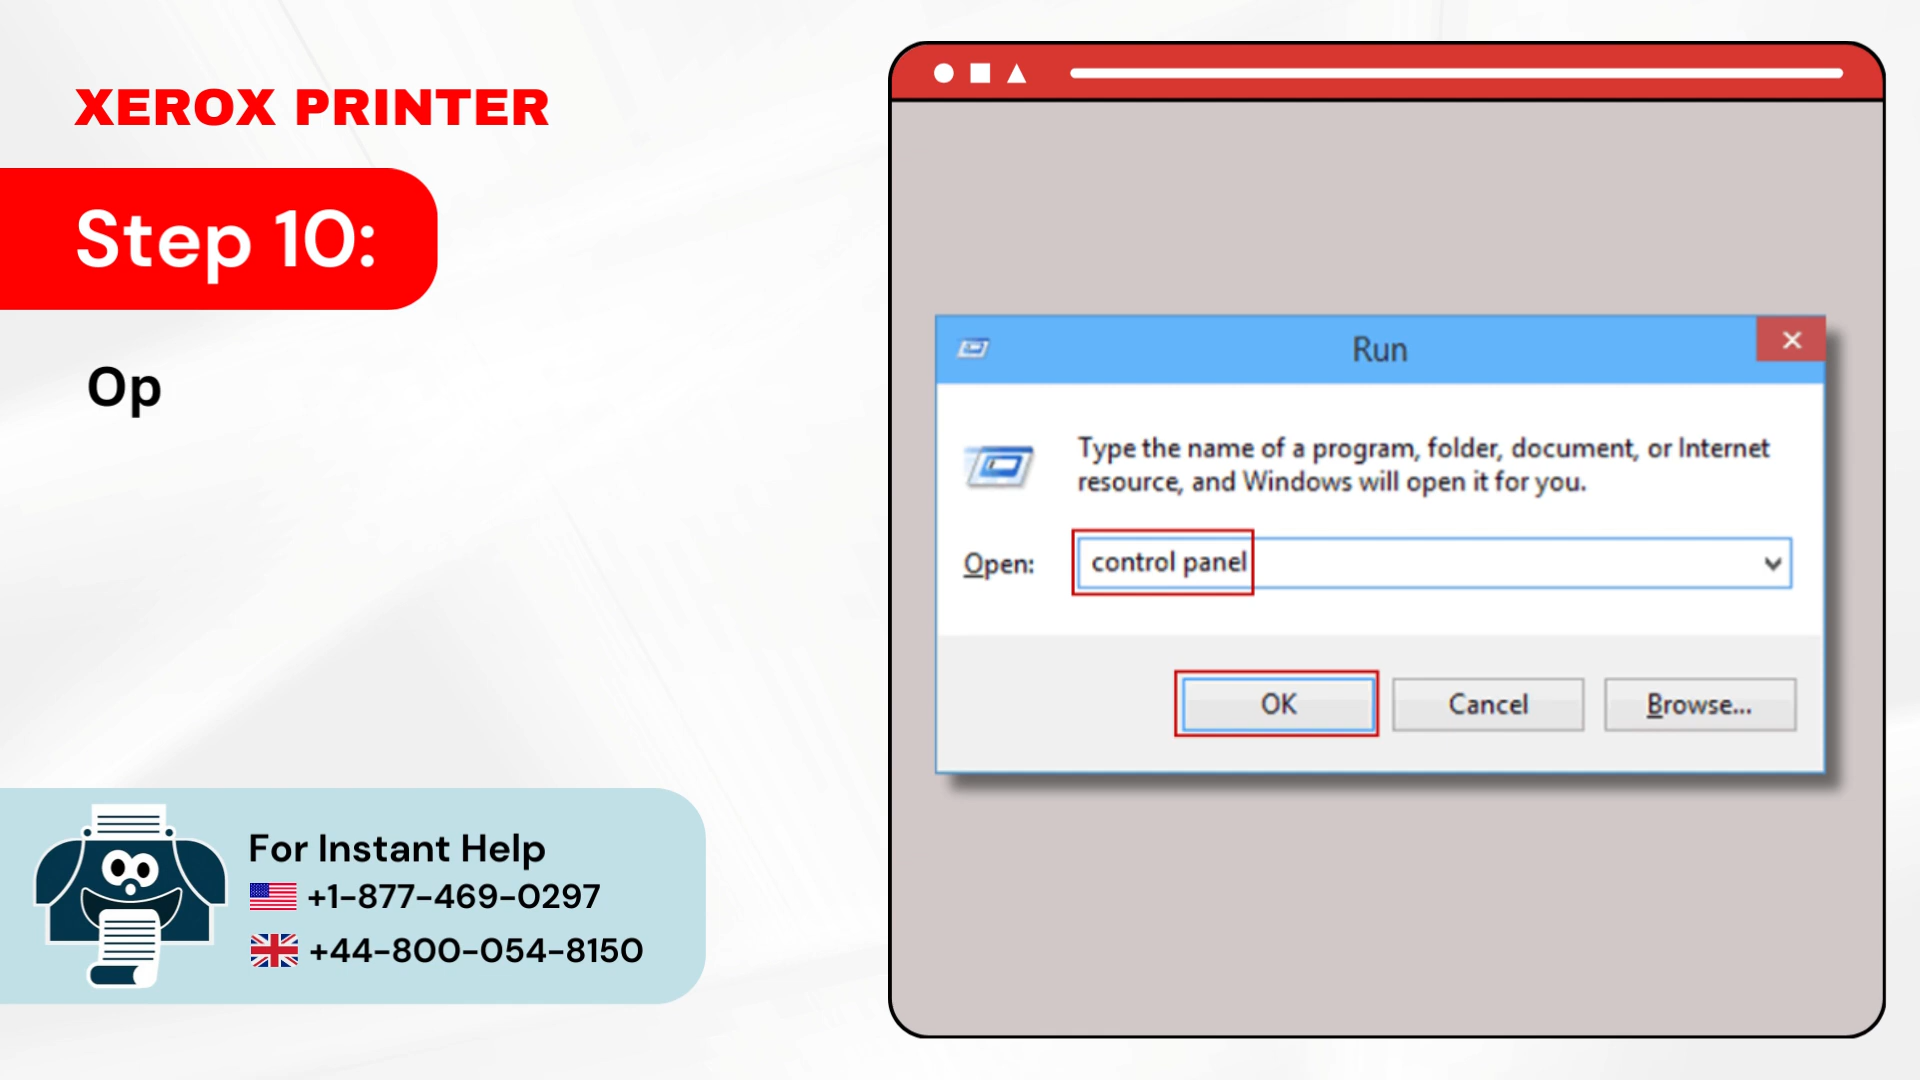 XEROX PRINTER
Step 10:
Op
For Instant Help
+1-877-469-0297
+44-800-054-8150
Run
Type the name of a program, folder, document, or Internet
resource, and Windows will open it for you.
Open: control panel
OK Cancel Browse...